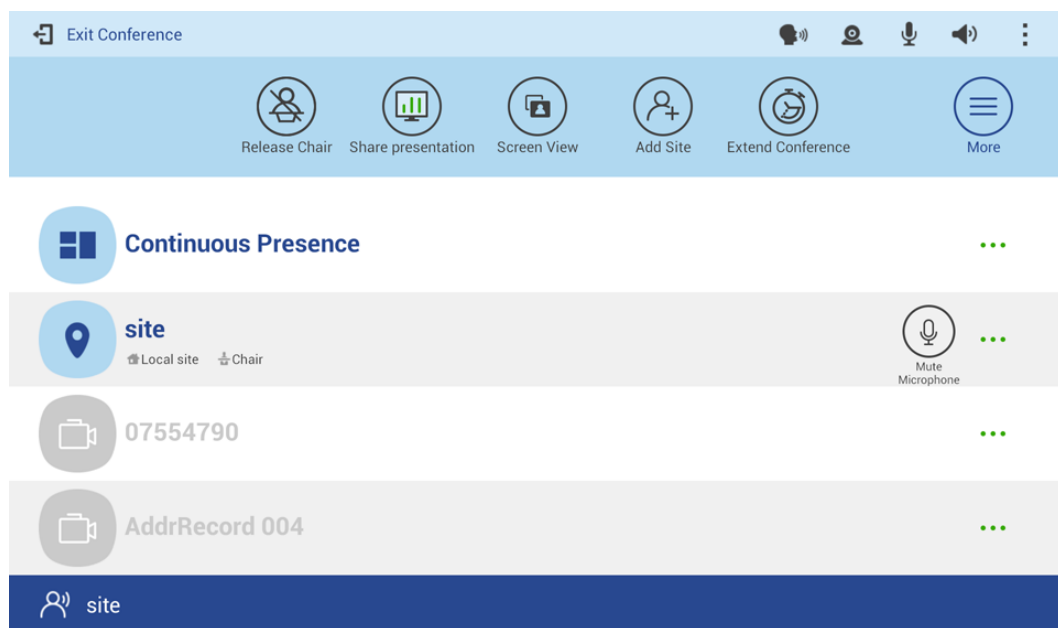 Exit Conference
Release Chair
Share presentation
Screen View
Add Site
Extend Conference
More
Continuous Presence
site
Local site
Chair
Mute
Microphone
07554790
AddrRecord 004
site